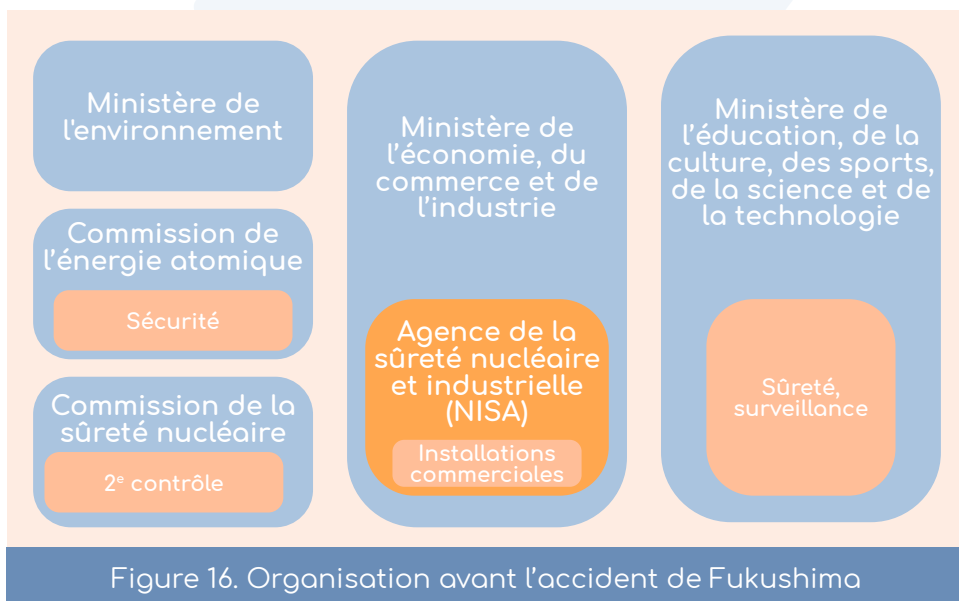 Ministère de
l'environnement
Commission de
l'énergie atomique
Sécurité
Commission de la
sûreté nucléaire
2e contrôle
Ministère de
l'économie, du
commerce et de
l'industrie
Agence de la
sûreté nucléaire
et industrielle
(NISA)
Installations
commerciales
Ministère de
l'éducation, de la
culture, des sports,
de la science et de
la technologie
Sûreté,
surveillance
Figure 16. Organisation avant l'accident de Fukushima